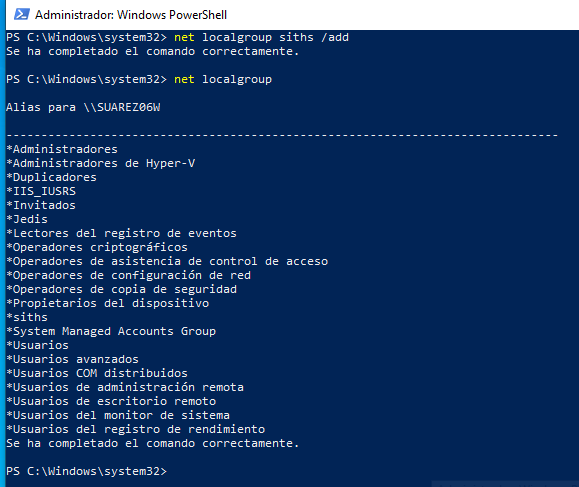 Administrador: Windows PowerShell
PS C:\Windows\system32> net localgroup siths /add
Se ha completado el comando correctamente.
PS C:\Windows\system32> net localgroup
Alias para \\SUAREZ06W
-------------------------------------------------------------------------------
*Administradores
*Administradores de Hyper-V
*Duplicadores
*IIS_IUSRS
*Invitados
*Jedis
*Lectores del registro de eventos
*Operadores criptográficos
*Operadores de asistencia de control de acceso
*Operadores de configuración de red
*Operadores de copia de seguridad
*Propietarios del dispositivo
*siths
*System Managed Accounts Group
*Usuarios
*Usuarios avanzados
*Usuarios COM distribuidos
*Usuarios de administración remota
*Usuarios de escritorio remoto
*Usuarios del monitor de sistema
*Usuarios del registro de rendimiento
Se ha completado el comando correctamente.
PS C:\Windows\system32>